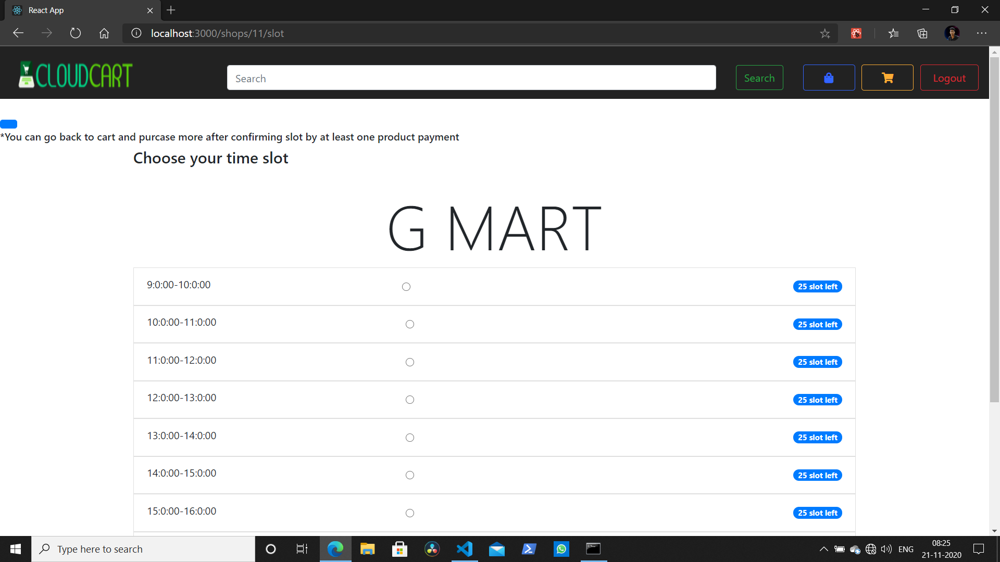 React App
localhost:3000/shops/11/slot
CLOUDCART
Search
Search
Logout
*You can go back to cart and purcase more after confirming slot by at least one product payment
Choose your time slot
G MART
9:0:00-10:0:00
25 slot left
10:0:00-11:0:00
25 slot left
11:0:00-12:0:00
25 slot left
12:0:00-13:0:00
25 slot left
13:0:00-14:0:00
25 slot left
14:0:00-15:0:00
25 slot left
15:0:00-16:0:00
25 slot left
Type here to search
ENG
08:25
21-11-2020